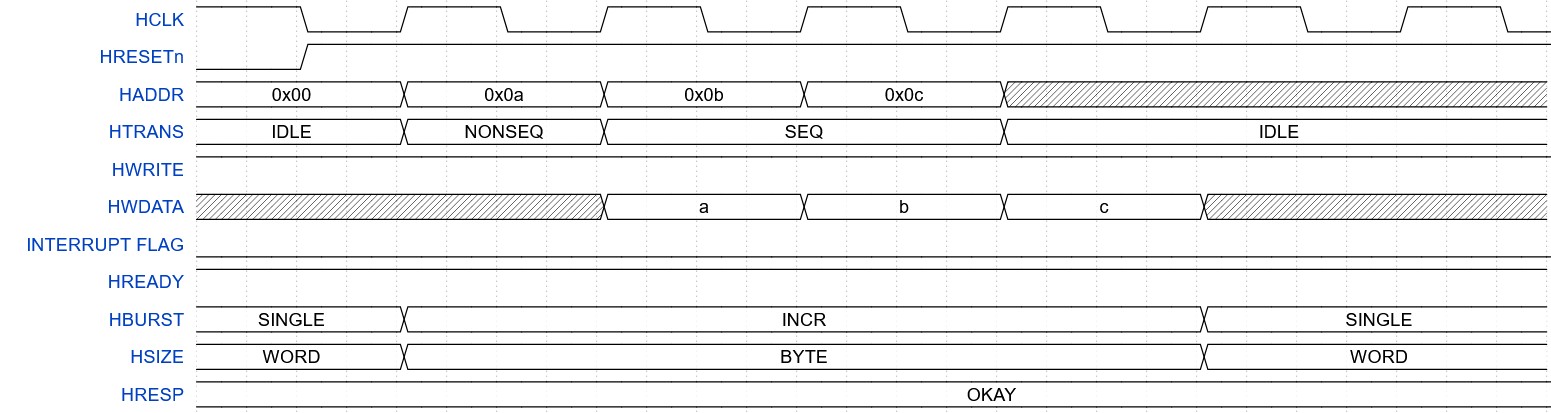 HCLK
HRESETn
HADDR 0x00 0x0a 0x0b 0x0c
HTRANS IDLE NONSEQ SEQ IDLE
HWRITE
HWDATA a b c
INTERRUPT FLAG
HREADY
HBURST SINGLE INCR SINGLE
HSIZE WORD BYTE WORD
HRESP OKAY